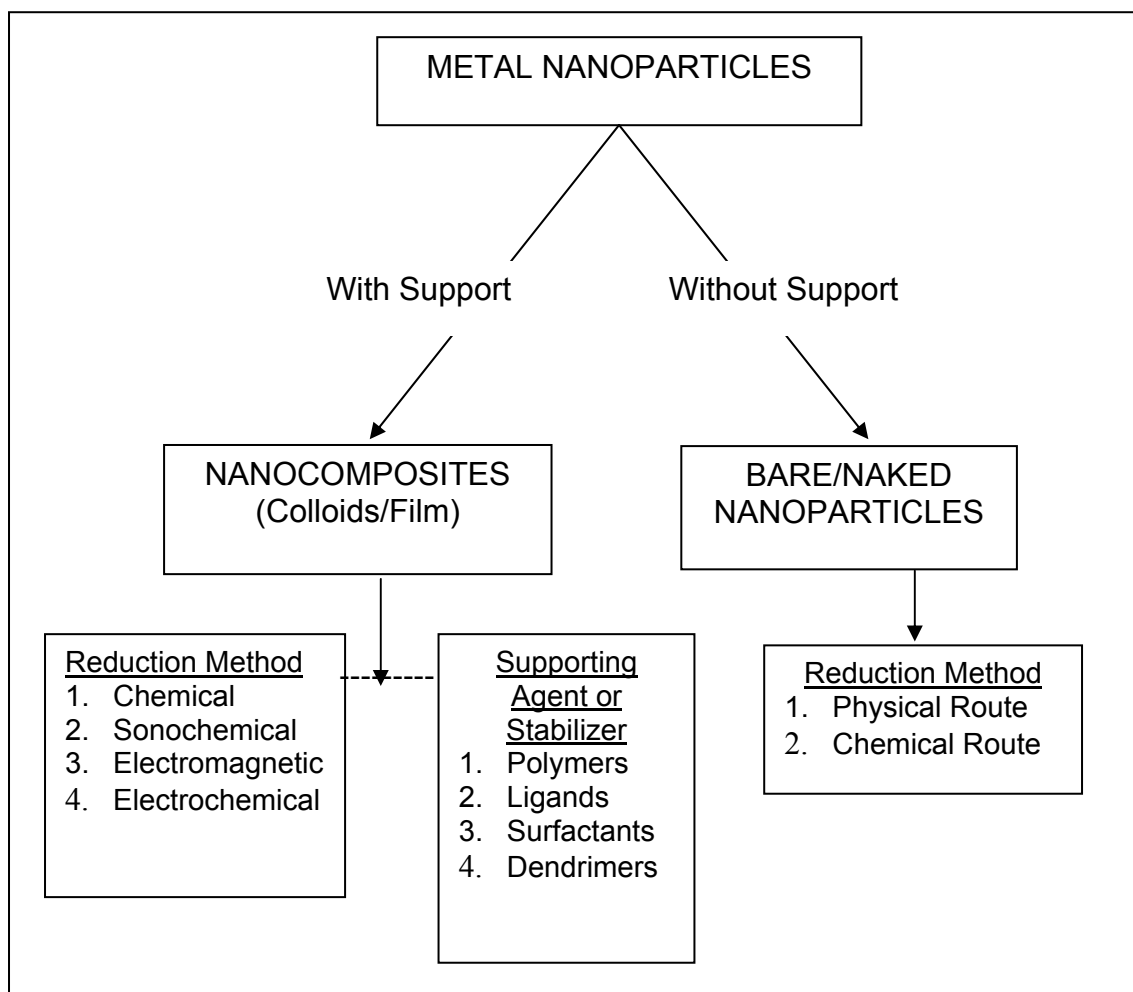 METAL NANOPARTICLES
With Support
Without Support
NANOCOMPOSITES
(Colloids/Film)
BARE/NAKED
NANOPARTICLES
Reduction Method
1. Chemical
2. Sonochemical
3. Electromagnetic
4. Electrochemical
Supporting
Agent or
Stabilizer
1. Polymers
2. Ligands
3. Surfactants
4. Dendrimers
Reduction Method
1. Physical Route
2. Chemical Route